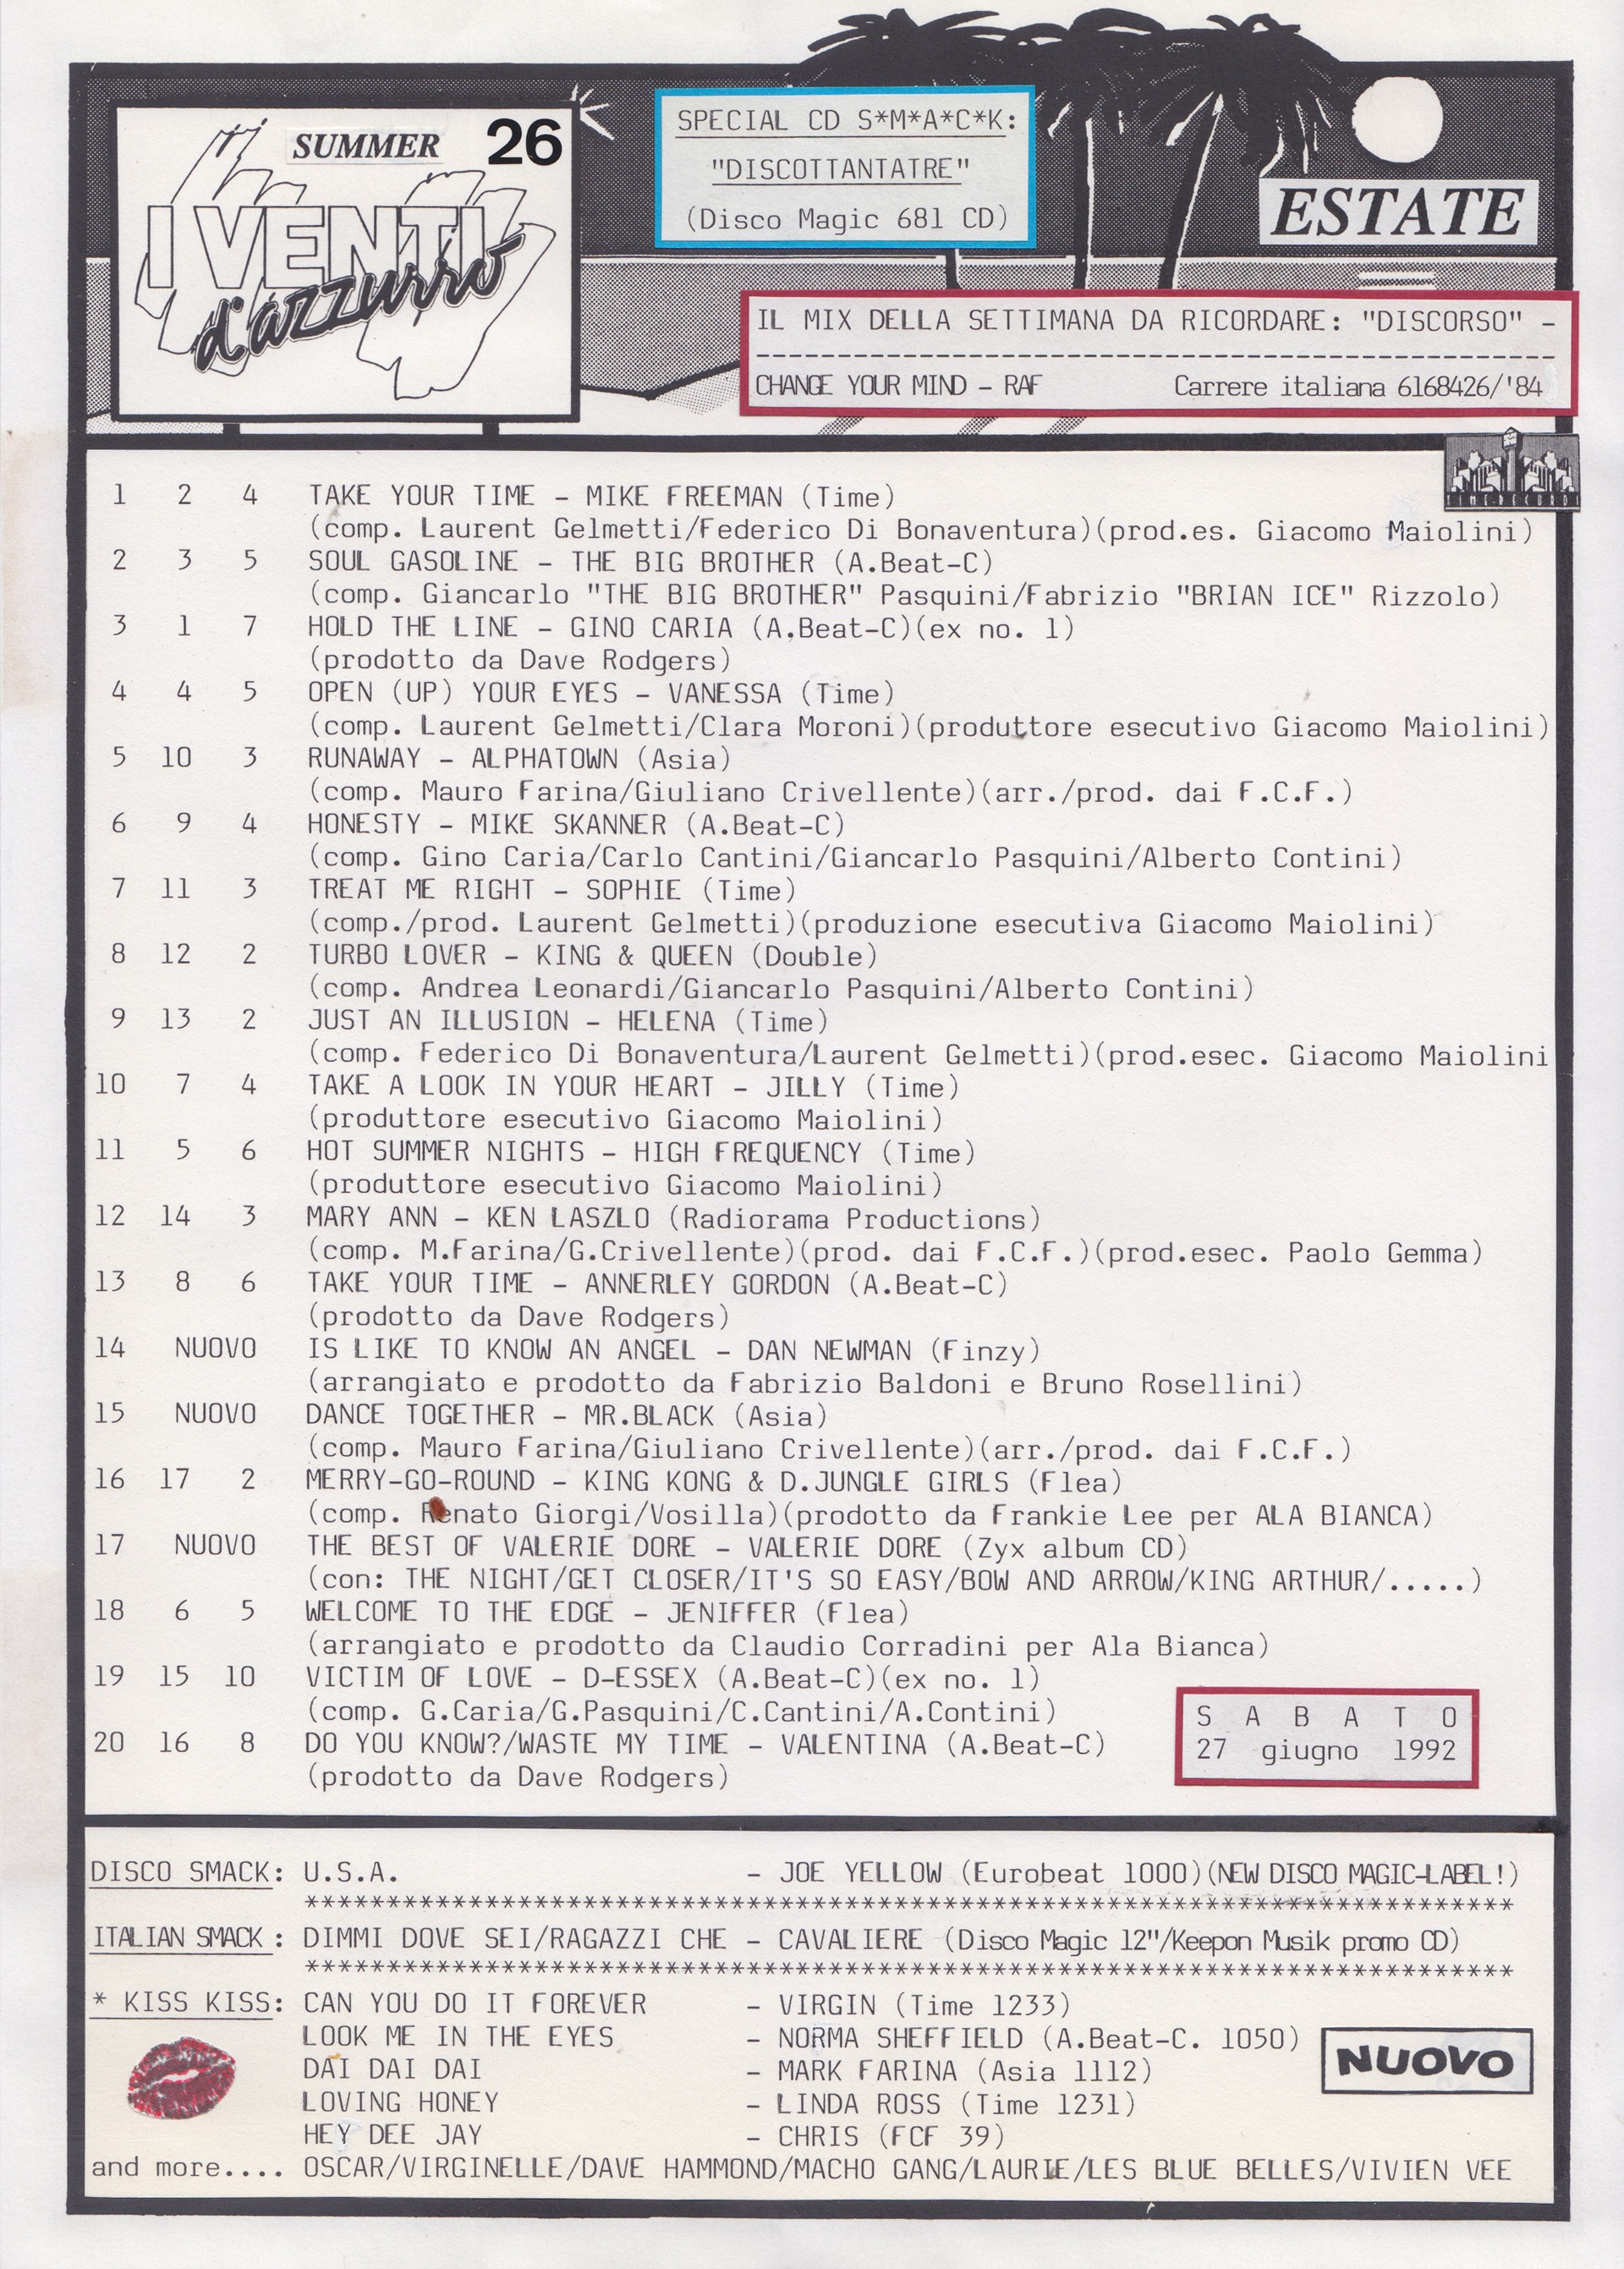 SUMMER 26
I VENTI
d'azzurro
SPECIAL CD S*M*A*C*K:
"DISCOTTANTATRE"
(Disco Magic 681 CD)
ESTATE
IL MIX DELLA SETTIMANA DA RICORDARE: "DISCORSO" -
-------------------------------------------------
CHANGE YOUR MIND - RAF Carrere italiana 6168426/'84
TIME RECORDS
1 2 4 TAKE YOUR TIME - MIKE FREEMAN (Time)
(comp. Laurent Gelmetti/Federico Di Bonaventura)(prod.es. Giacomo Maiolini)
2 3 5 SOUL GASOLINE - THE BIG BROTHER (A.Beat-C)
(comp. Giancarlo "THE BIG BROTHER" Pasquini/Fabrizio "BRIAN ICE" Rizzolo)
3 1 7 HOLD THE LINE - GINO CARIA (A.Beat-C)(ex no. 1)
(prodotto da Dave Rodgers)
4 4 5 OPEN (UP) YOUR EYES - VANESSA (Time)
(comp. Laurent Gelmetti/Clara Moroni)(produttore esecutivo Giacomo Maiolini)
5 10 3 RUNAWAY - ALPHATOWN (Asia)
(comp. Mauro Farina/Giuliano Crivellente)(arr./prod. dai F.C.F.)
6 9 4 HONESTY - MIKE SKANNER (A.Beat-C)
(comp. Gino Caria/Carlo Cantini/Giancarlo Pasquini/Alberto Contini)
7 11 3 TREAT ME RIGHT - SOPHIE (Time)
(comp./prod. Laurent Gelmetti)(produzione esecutiva Giacomo Maiolini)
8 12 2 TURBO LOVER - KING & QUEEN (Double)
(comp. Andrea Leonardi/Giancarlo Pasquini/Alberto Contini)
9 13 2 JUST AN ILLUSION - HELENA (Time)
(comp. Federico Di Bonaventura/Laurent Gelmetti)(prod.esec. Giacomo Maiolini
10 7 4 TAKE A LOOK IN YOUR HEART - JILLY (Time)
(produttore esecutivo Giacomo Maiolini)
11 5 6 HOT SUMMER NIGHTS - HIGH FREQUENCY (Time)
(produttore esecutivo Giacomo Maiolini)
12 14 3 MARY ANN - KEN LASZLO (Radiorama Productions)
(comp. M.Farina/G.Crivellente)(prod. dai F.C.F.)(prod.esec. Paolo Gemma)
13 8 6 TAKE YOUR TIME - ANNERLEY GORDON (A.Beat-C)
(prodotto da Dave Rodgers)
14 NUOVO IS LIKE TO KNOW AN ANGEL - DAN NEWMAN (Finzy)
(arrangiato e prodotto da Fabrizio Baldoni e Bruno Rosellini)
15 NUOVO DANCE TOGETHER - MR.BLACK (Asia)
(comp. Mauro Farina/Giuliano Crivellente)(arr./prod. dai F.C.F.)
16 17 2 MERRY-GO-ROUND - KING KONG & D.JUNGLE GIRLS (Flea)
(comp. Renato Giorgi/Vosilla)(prodotto da Frankie Lee per ALA BIANCA)
17 NUOVO THE BEST OF VALERIE DORE - VALERIE DORE (Zyx album CD)
(con: THE NIGHT/GET CLOSER/IT'S SO EASY/BOW AND ARROW/KING ARTHUR/.....)
18 6 5 WELCOME TO THE EDGE - JENIFFER (Flea)
(arrangiato e prodotto da Claudio Corradini per Ala Bianca)
19 15 10 VICTIM OF LOVE - D-ESSEX (A.Beat-C)(ex no. 1)
(comp. G.Caria/G.Pasquini/C.Cantini/A.Contini)
20 16 8 DO YOU KNOW?/WASTE MY TIME - VALENTINA (A.Beat-C)
(prodotto da Dave Rodgers)
S A B A T O
27 giugno 1992
DISCO SMACK: U.S.A. - JOE YELLOW (Eurobeat 1000)(NEW DISCO MAGIC-LABEL!)
**************************************************************************
ITALIAN SMACK: DIMMI DOVE SEI/RAGAZZI CHE - CAVALIERE (Disco Magic 12"/Keepon Musik promo CD)
**************************************************************************
* KISS KISS: CAN YOU DO IT FOREVER - VIRGIN (Time 1233)
LOOK ME IN THE EYES - NORMA SHEFFIELD (A.Beat-C. 1050)
DAI DAI DAI - MARK FARINA (Asia 1112)
LOVING HONEY - LINDA ROSS (Time 1231)
HEY DEE JAY - CHRIS (FCF 39)
NUOVO
and more.... OSCAR/VIRGINELLE/DAVE HAMMOND/MACHO GANG/LAURIE/LES BLUE BELLES/VIVIEN VEE